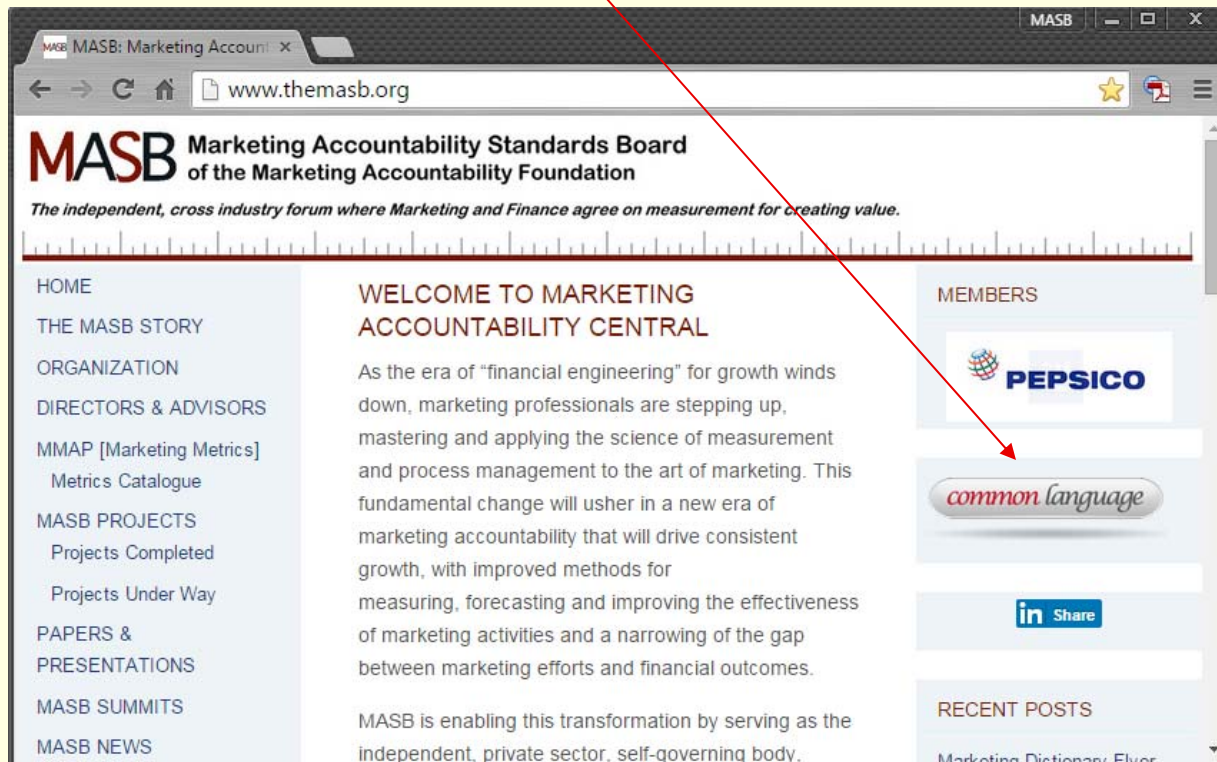 MASB
MASB MASB: Marketing Account
www.themasb.org
MASB Marketing Accountability Standards Board
of the Marketing Accountability Foundation
The independent, cross industry forum where Marketing and Finance agree on measurement for creating value.
HOME
THE MASB STORY
ORGANIZATION
DIRECTORS & ADVISORS
MMAP [Marketing Metrics]
Metrics Catalogue
MASB PROJECTS
Projects Completed
Projects Under Way
PAPERS &
PRESENTATIONS
MASB SUMMITS
MASB NEWS
WELCOME TO MARKETING
ACCOUNTABILITY CENTRAL
As the era of “financial engineering” for growth winds
down, marketing professionals are stepping up,
mastering and applying the science of measurement
and process management to the art of marketing. This
fundamental change will usher in a new era of
marketing accountability that will drive consistent
growth, with improved methods for
measuring, forecasting and improving the effectiveness
of marketing activities and a narrowing of the gap
between marketing efforts and financial outcomes.
MASB is enabling this transformation by serving as the
independent, private sector, self-governing body,
MEMBERS
PEPSICO
common language
in Share
RECENT POSTS
Marketing Dictionary Flyer